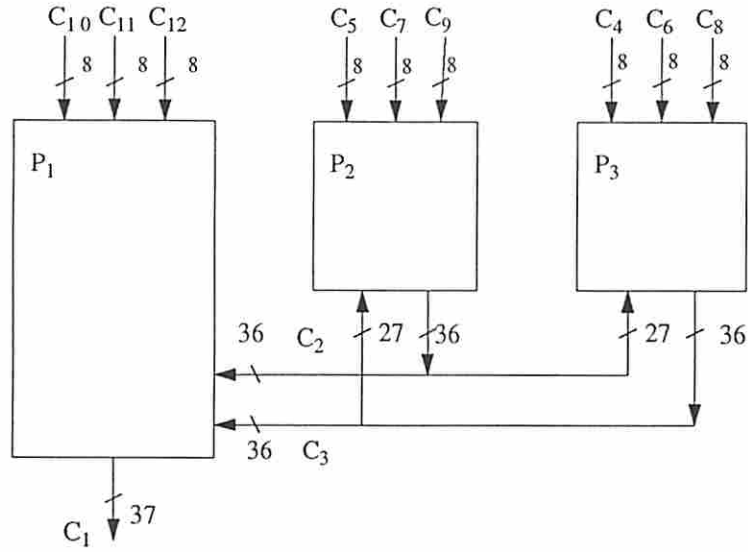 C₁₀ C₁₁ C₁₂ C₅ C₇ C₉ C₄ C₆ C₈
8 8 8 8 8 8 8 8 8
P₁ P₂ P₃
36 C₂ 27 36 27 36
36 C₃
37
C₁